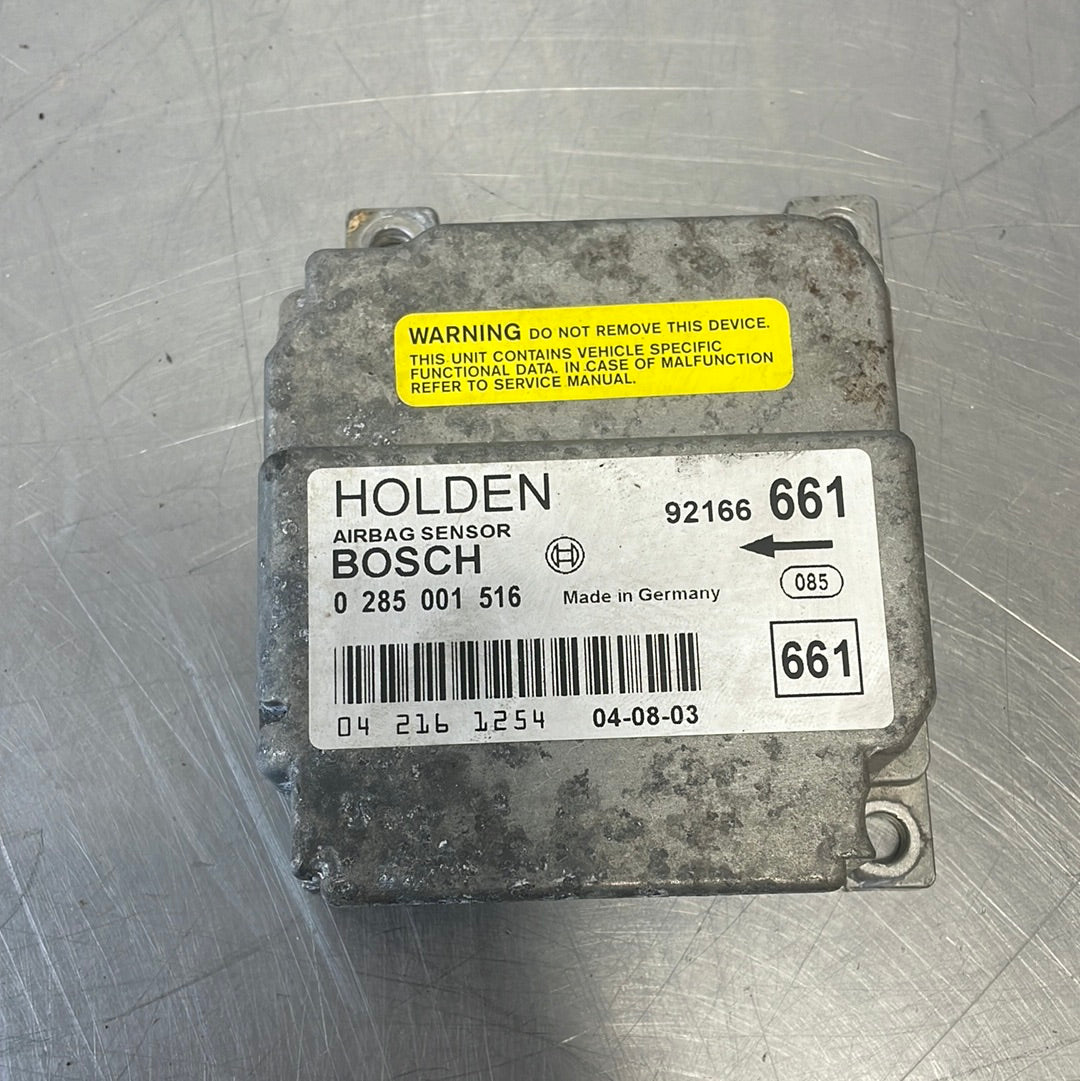 WARNING DO NOT REMOVE THIS DEVICE.
THIS UNIT CONTAINS VEHICLE SPECIFIC
FUNCTIONAL DATA. IN CASE OF MALFUNCTION
REFER TO SERVICE MANUAL.
HOLDEN
92166 661
AIRBAG SENSOR
BOSCH
0 285 001 516
Made in Germany
085
661
04 216 1254
04-08-03